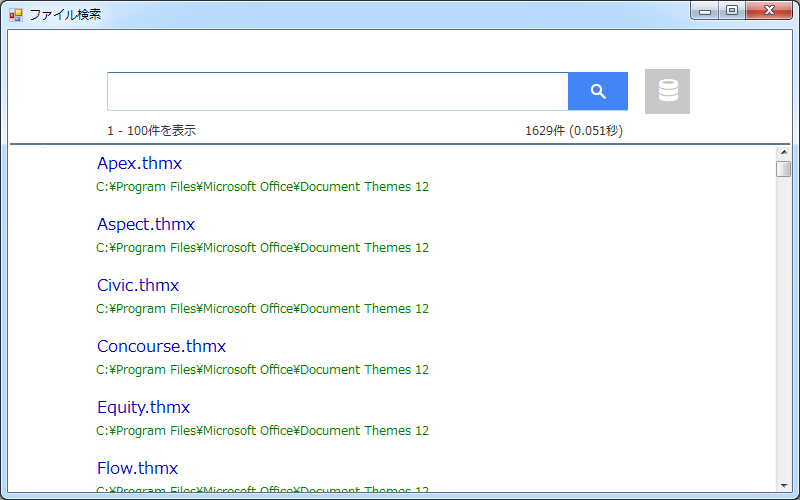 ファイル検索
1 - 100件を表示 1629件 (0.051秒)
Apex.thmx
C:¥Program Files¥Microsoft Office¥Document Themes 12
Aspect.thmx
C:¥Program Files¥Microsoft Office¥Document Themes 12
Civic.thmx
C:¥Program Files¥Microsoft Office¥Document Themes 12
Concourse.thmx
C:¥Program Files¥Microsoft Office¥Document Themes 12
Equity.thmx
C:¥Program Files¥Microsoft Office¥Document Themes 12
Flow.thmx
C:¥Program Files¥Microsoft Office¥Document Themes 12